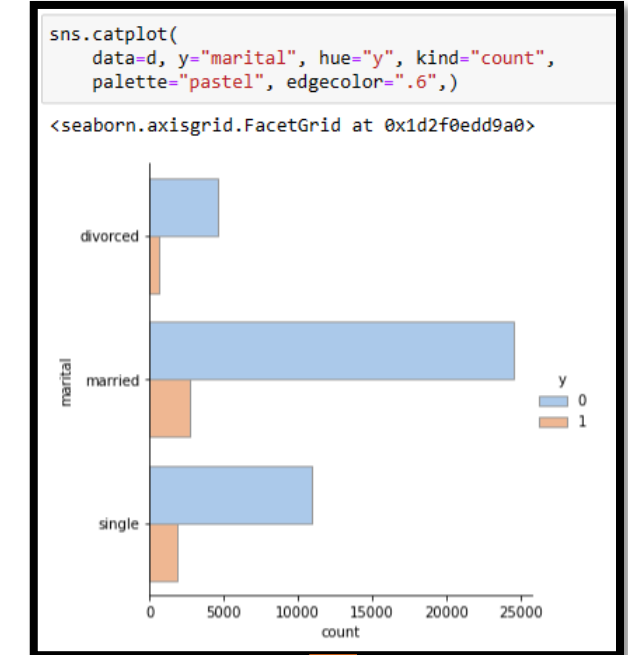 sns.catplot(
    data=d, y="marital", hue="y", kind="count",
    palette="pastel", edgecolor=".6",)
<seaborn.axisgrid.FacetGrid at 0x1d2f0edd9a0>
divorced
married
single
marital
y
0
1
0 5000 10000 15000 20000 25000
count